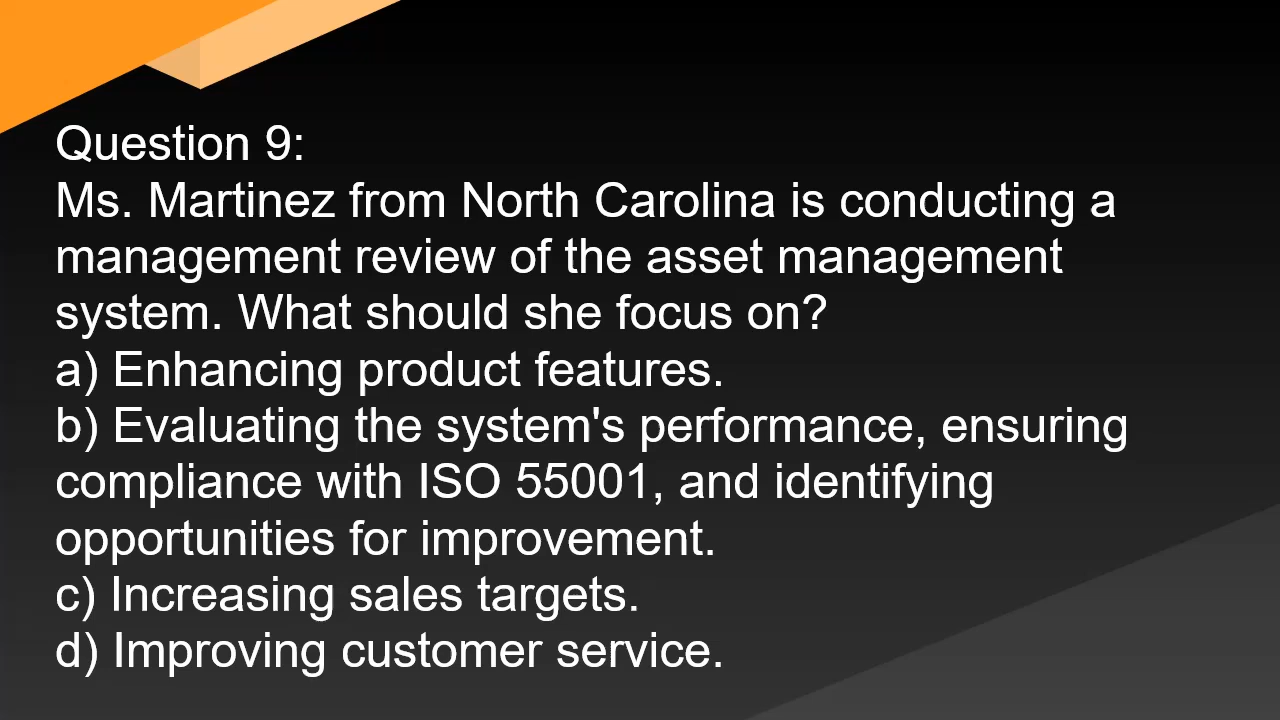 Question 9:
Ms. Martinez from North Carolina is conducting a
management review of the asset management
system. What should she focus on?
a) Enhancing product features.
b) Evaluating the system's performance, ensuring
compliance with ISO 55001, and identifying
opportunities for improvement.
c) Increasing sales targets.
d) Improving customer service.